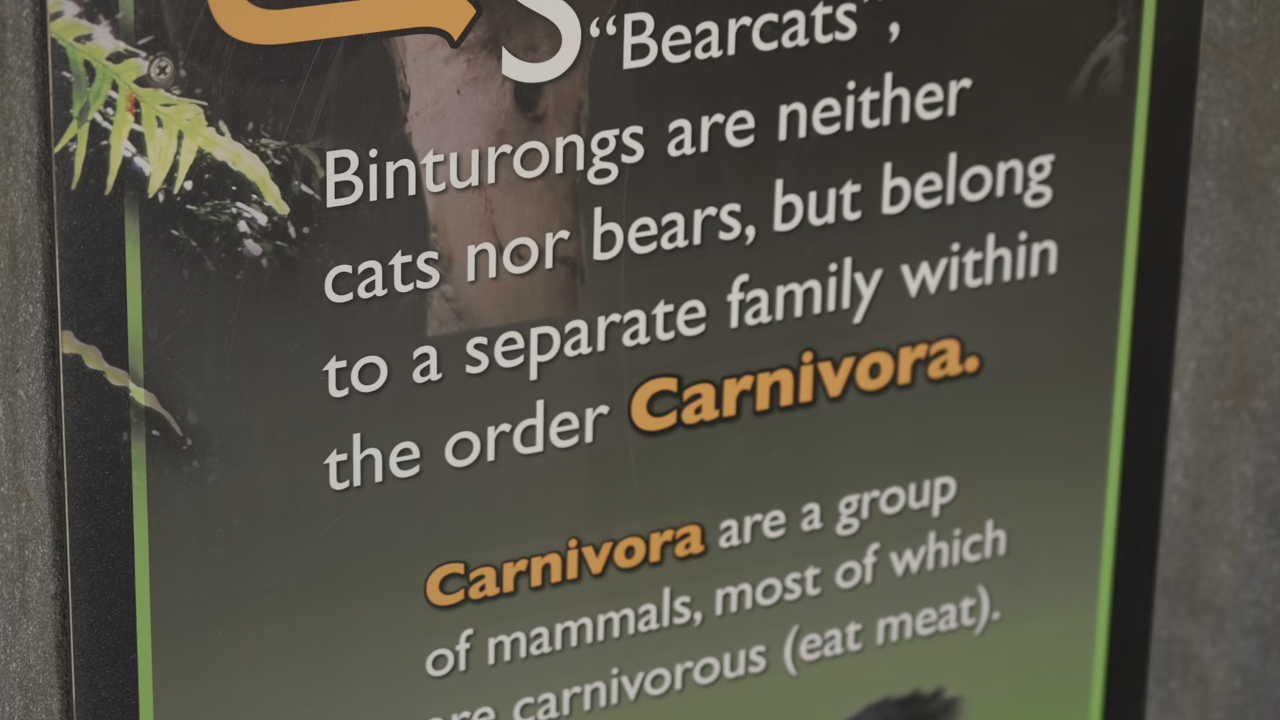 S “Bearcats”,
Binturongs are neither
cats nor bears, but belong
to a separate family within
the order Carnivora.
Carnivora are a group
of mammals, most of which
are carnivorous (eat meat).